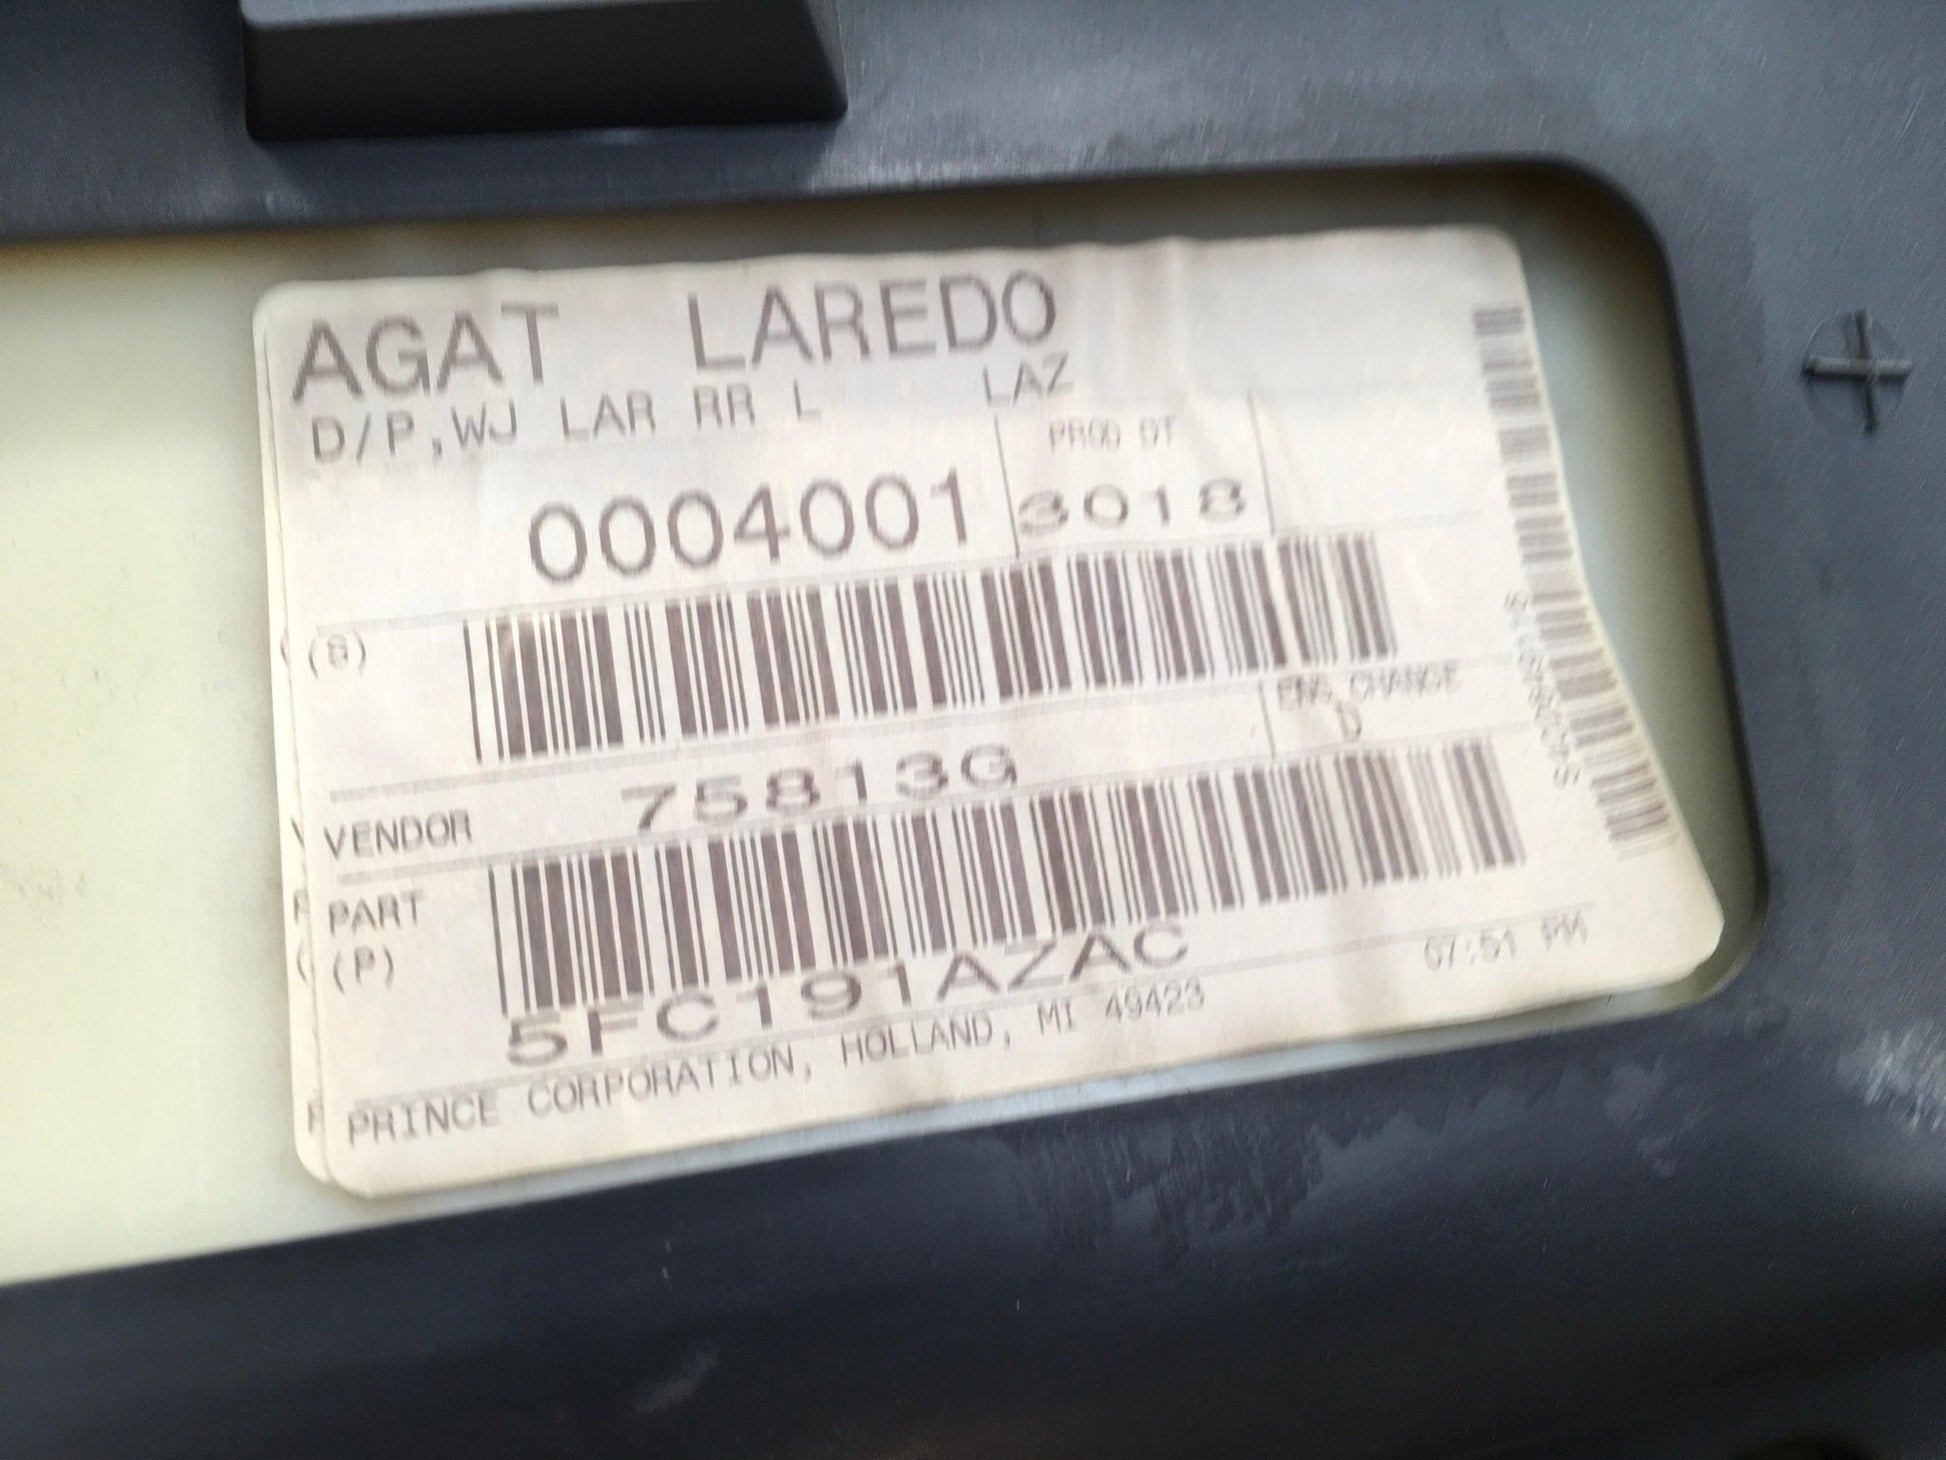 AGAT LAREDO
D/P,WJ LAR RR L LAZ
PROD DT
0004001 3018
(S)
ENG CHANGE
D
VENDOR 75813G
PART
(P)
5FC191AZAC
07:51 PM
PRINCE CORPORATION, HOLLAND, MI 49423